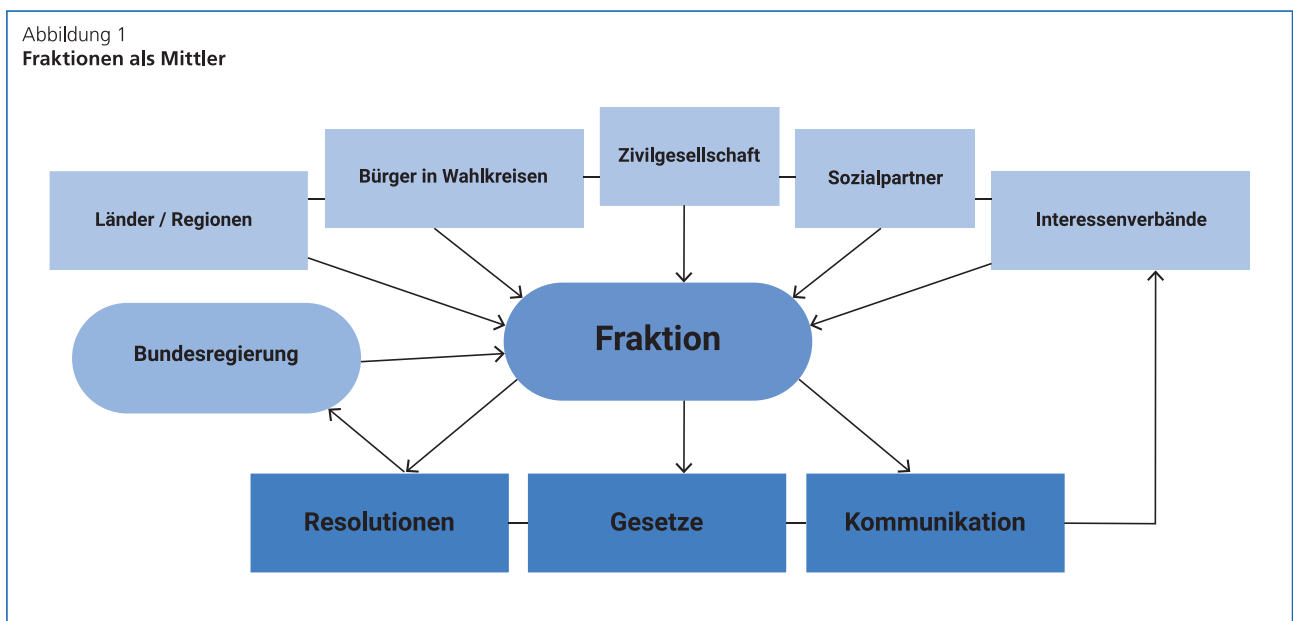 Abbildung 1
Fraktionen als Mittler
Länder / Regionen
Bürger in Wahlkreisen
Zivilgesellschaft
Sozialpartner
Interessenverbände
Bundesregierung
Fraktion
Resolutionen
Gesetze
Kommunikation